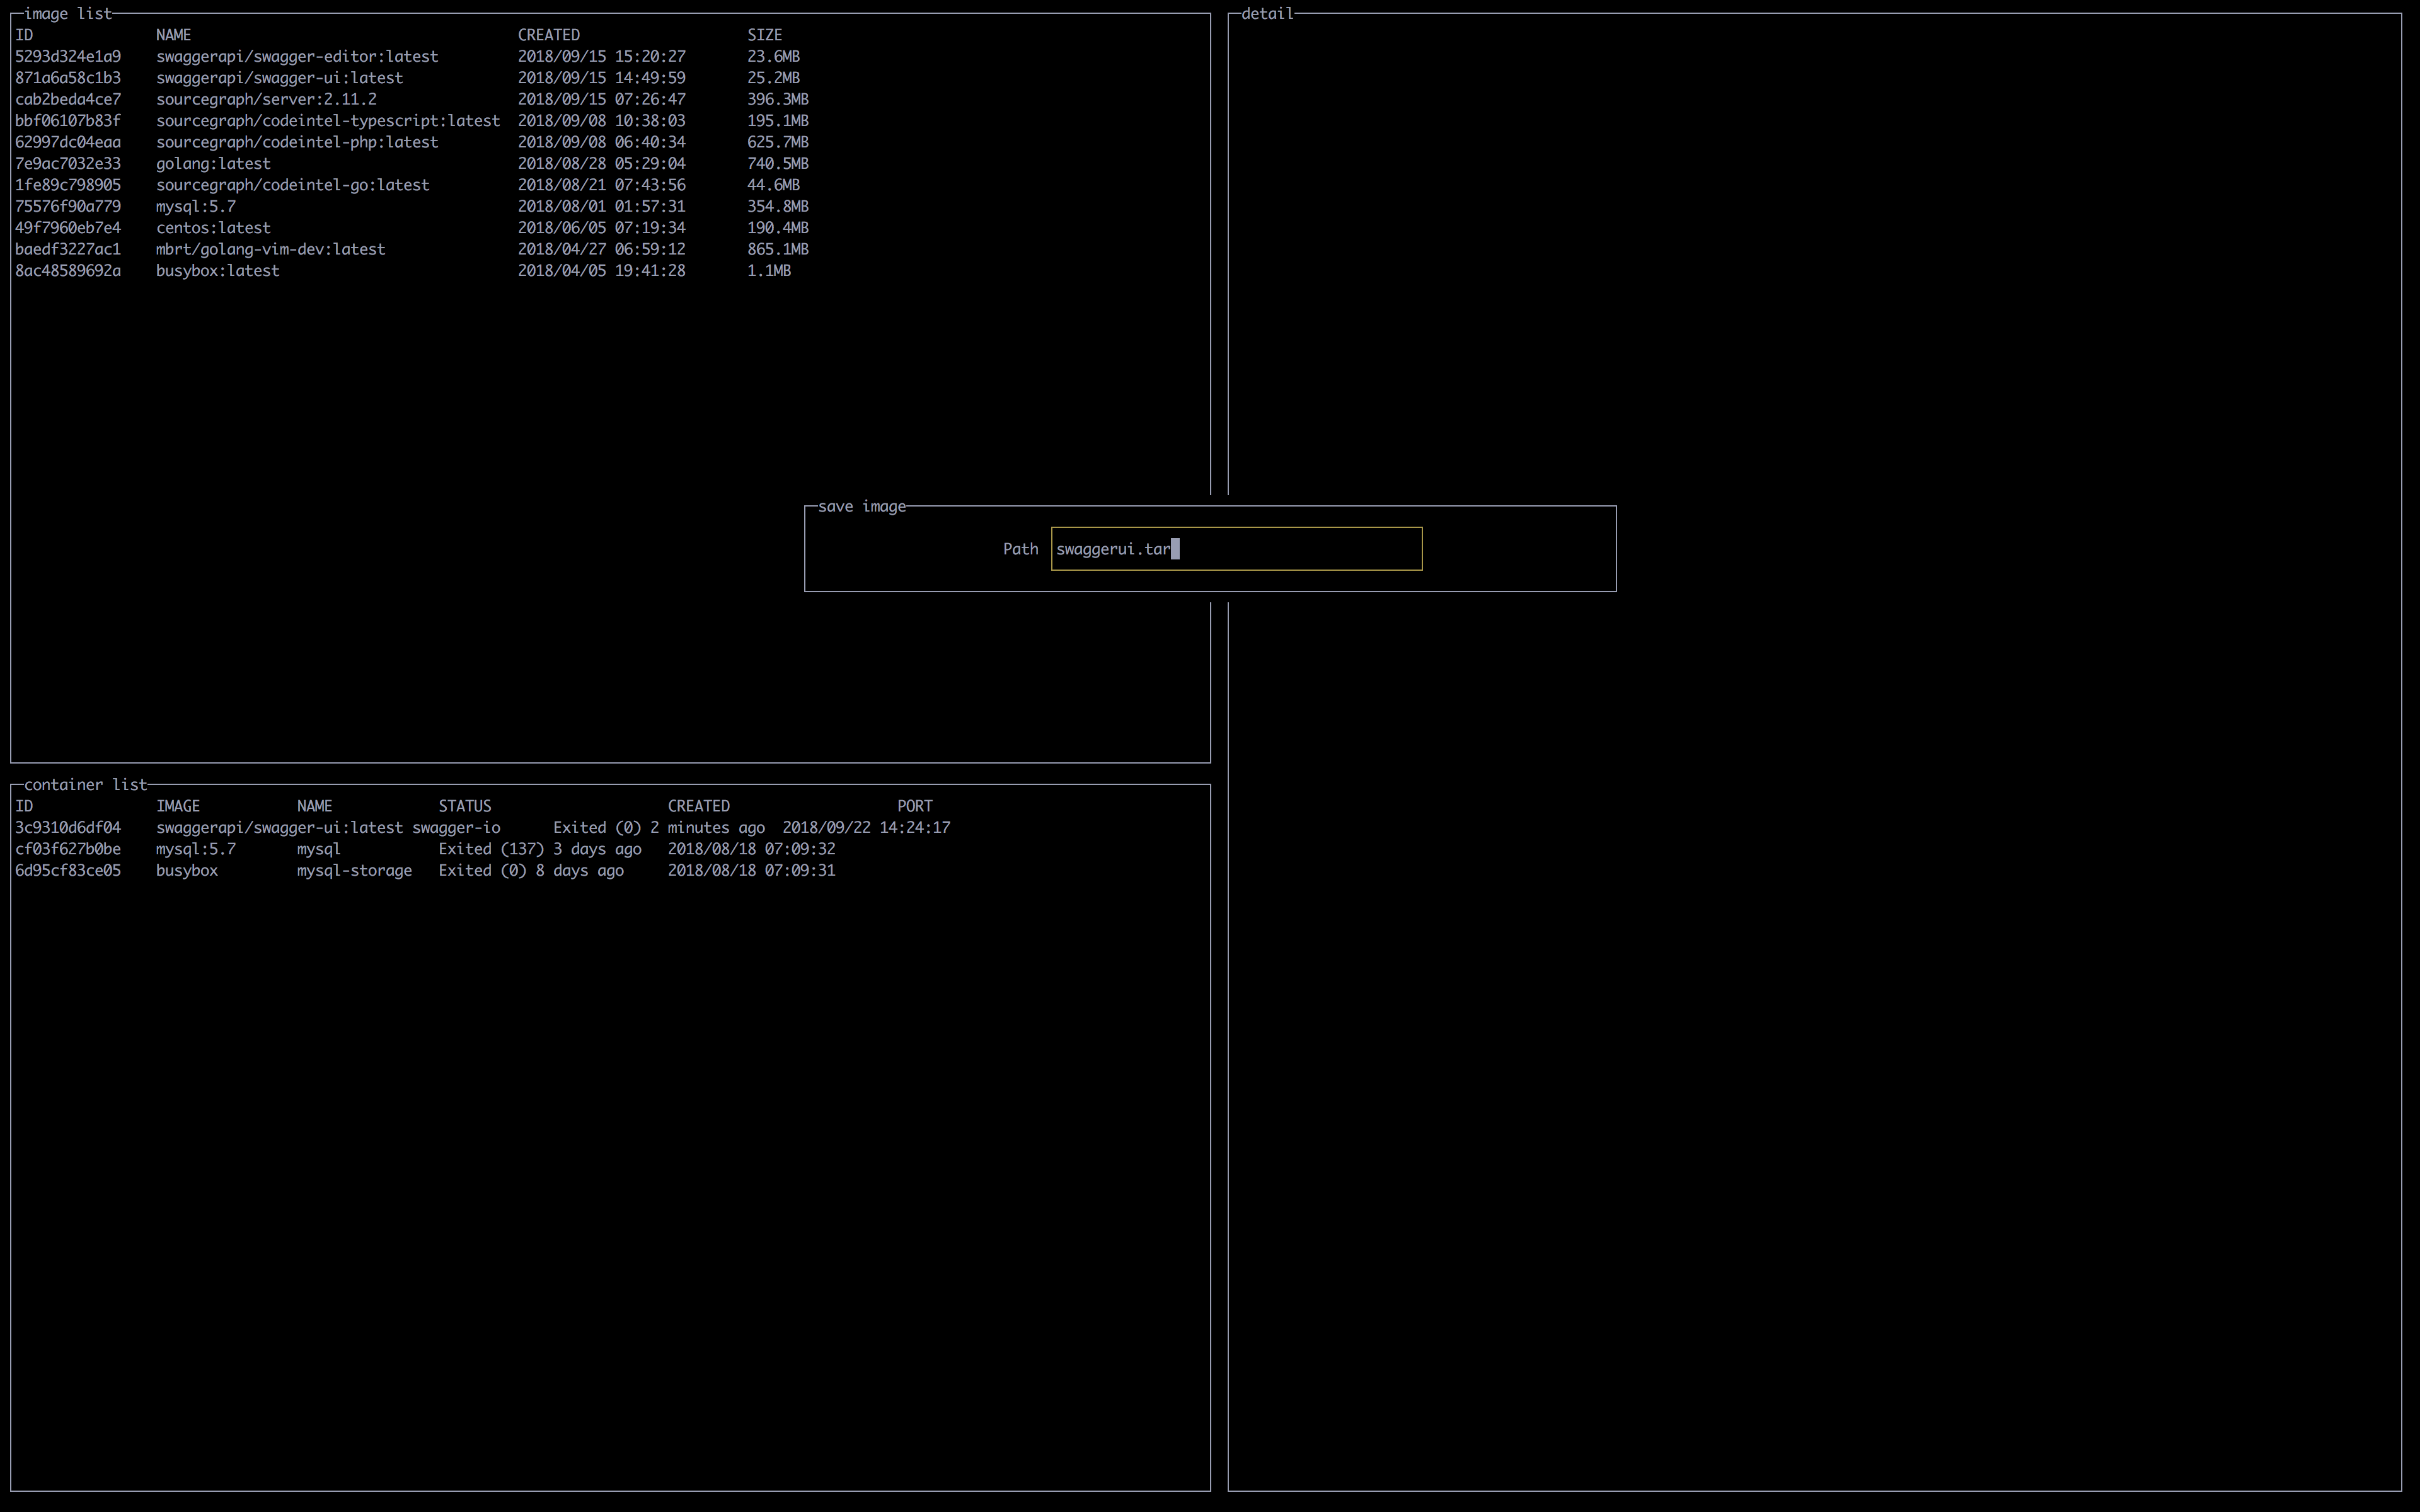 image list
ID NAME CREATED SIZE
5293d324e1a9 swaggerapi/swagger-editor:latest 2018/09/15 15:20:27 23.6MB
871a6a58c1b3 swaggerapi/swagger-ui:latest 2018/09/15 14:49:59 25.2MB
cab2beda4ce7 sourcegraph/server:2.11.2 2018/09/15 07:26:47 396.3MB
bbf06107b83f sourcegraph/codeintel-typescript:latest 2018/09/08 10:38:03 195.1MB
62997dc04eaa sourcegraph/codeintel-php:latest 2018/09/08 06:40:34 625.7MB
7e9ac7032e33 golang:latest 2018/08/28 05:29:04 740.5MB
1fe89c798905 sourcegraph/codeintel-go:latest 2018/08/21 07:43:56 44.6MB
75576f90a779 mysql:5.7 2018/08/01 01:57:31 354.8MB
49f7960eb7e4 centos:latest 2018/06/05 07:19:34 190.4MB
baedf3227ac1 mbrt/golang-vim-dev:latest 2018/04/27 06:59:12 865.1MB
8ac48589692a busybox:latest 2018/04/05 19:41:28 1.1MB
detail
save image
Path swaggerui.tar
container list
ID IMAGE NAME STATUS CREATED PORT
3c9310d6df04 swaggerapi/swagger-ui:latest swagger-io Exited (0) 2 minutes ago 2018/09/22 14:24:17
cf03f627b0be mysql:5.7 mysql Exited (137) 3 days ago 2018/08/18 07:09:32
6d95cf83ce05 busybox mysql-storage Exited (0) 8 days ago 2018/08/18 07:09:31